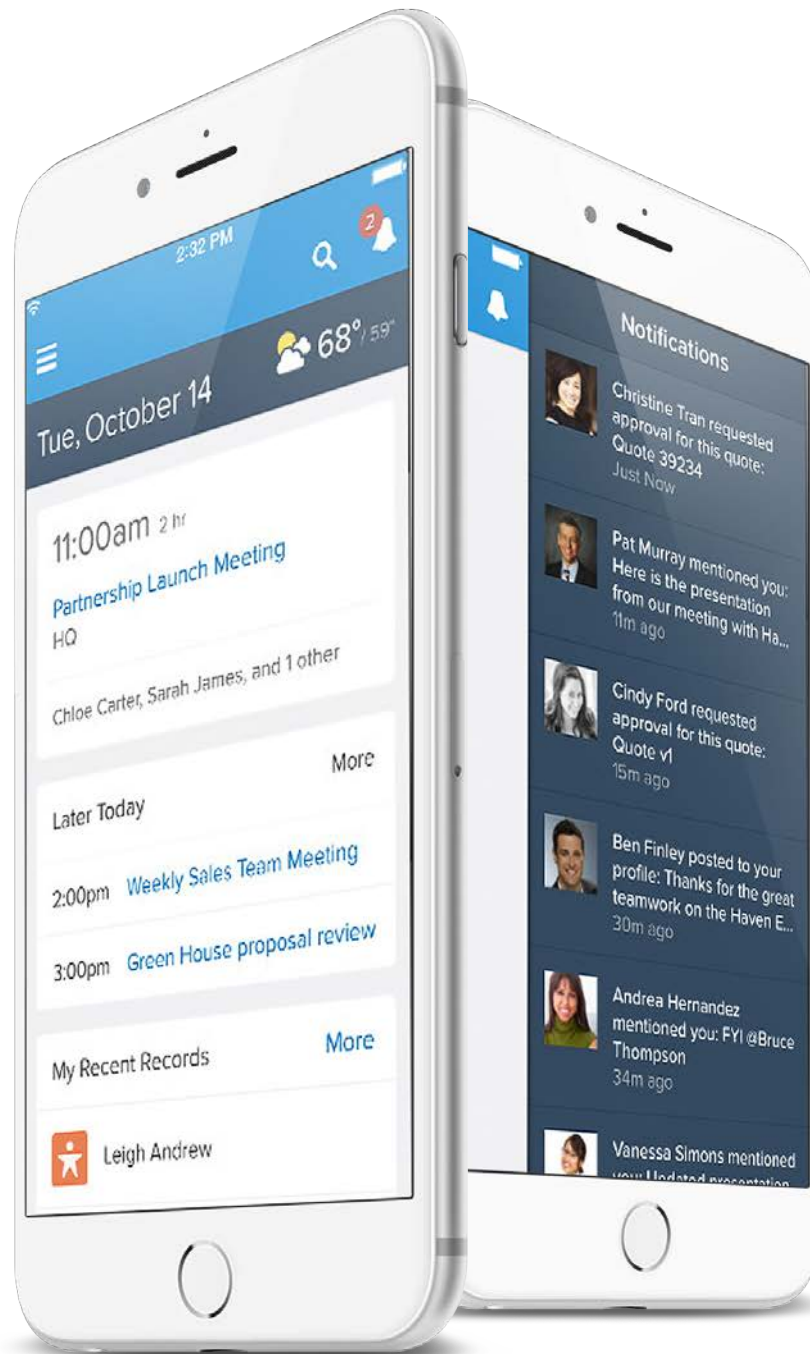 2:32 PM
2
Tue, October 14
68°/ 59°
11:00am 2 hr
Partnership Launch Meeting
HQ
Chloe Carter, Sarah James, and 1 other
Later Today
More
2:00pm Weekly Sales Team Meeting
3:00pm Green House proposal review
My Recent Records
More
Leigh Andrew
Notifications
Christine Tran requested
approval for this quote:
Quote 39234
Just Now
Pat Murray mentioned you:
Here is the presentation
from our meeting with Ha...
11m ago
Cindy Ford requested
approval for this quote:
Quote v1
15m ago
Ben Finley posted to your
profile: Thanks for the great
teamwork on the Haven E...
30m ago
Andrea Hernandez
mentioned you: FYI @Bruce
Thompson
34m ago
Vanessa Simons mentioned
you: Updated presentation